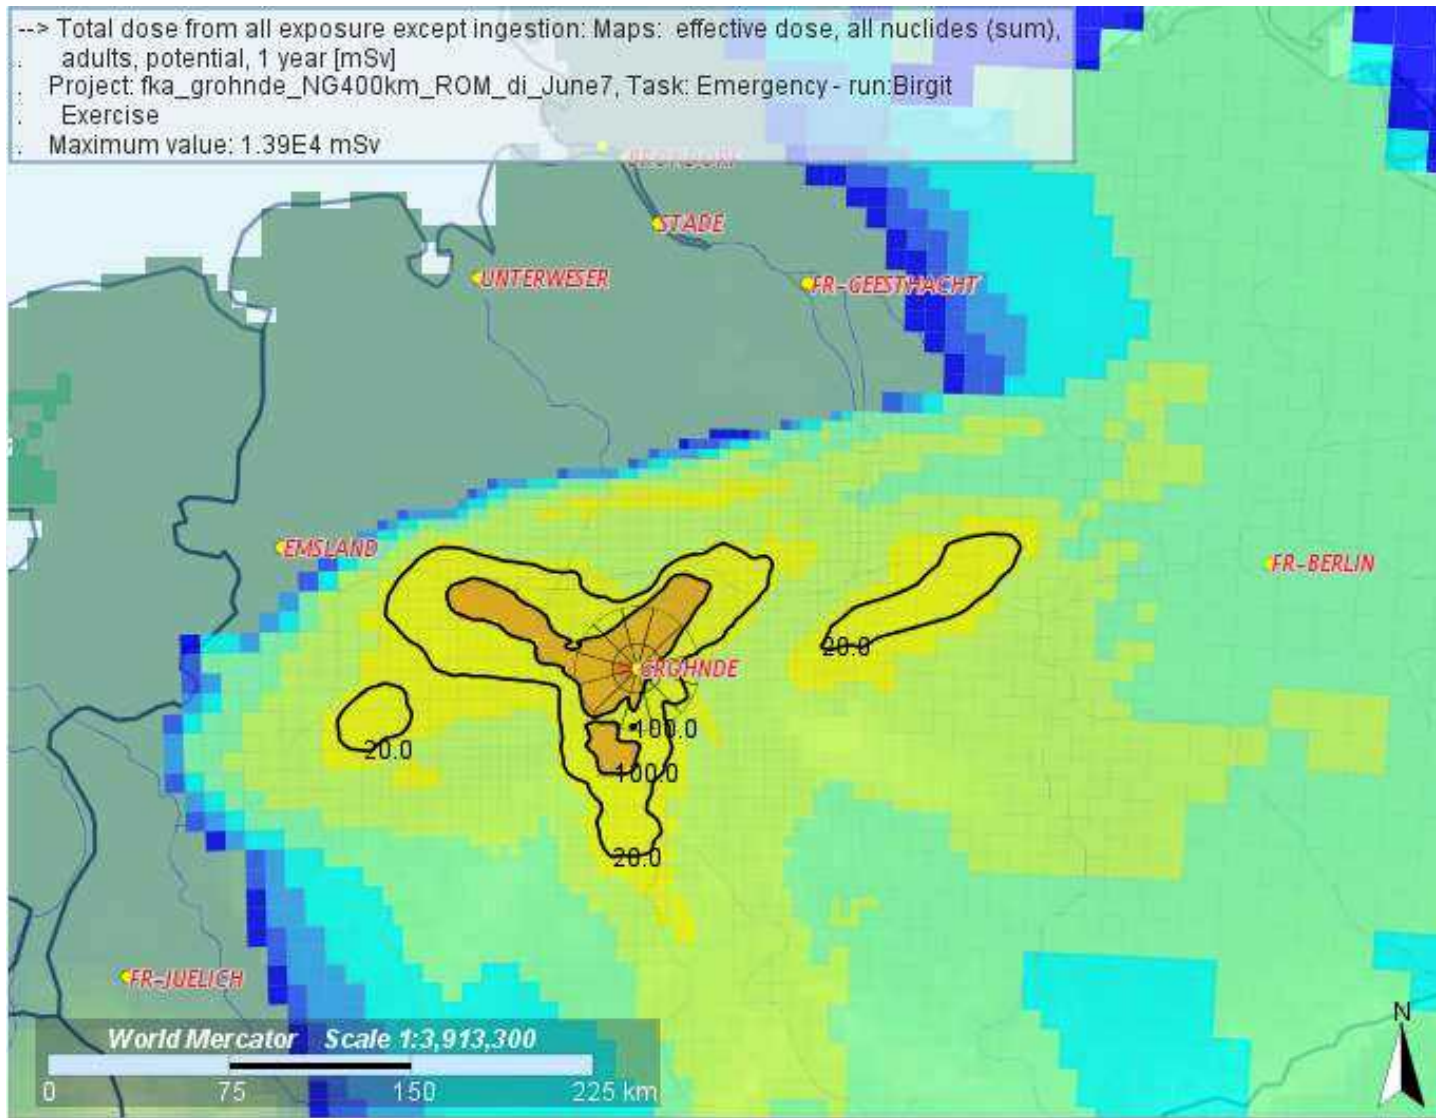 --> Total dose from all exposure except ingestion: Maps: effective dose, all nuclides (sum),
. adults, potential, 1 year [mSv]
. Project: fka_grohnde_NG400km_ROM_di_June7, Task: Emergency - run:Birgit
. Exercise
. Maximum value: 1.39E4 mSv
STADE
UNTERWESER
FR-GEESTHACHT
EMSLAND
FR-BERLIN
20.0
GROHNDE
100.0
20.0
100.0
20.0
FR-JUELICH
World Mercator Scale 1:3,913,300
0 75 150 225 km
N